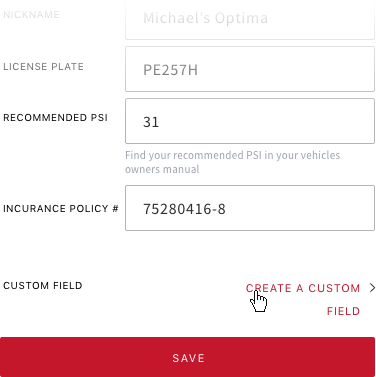 NICKNAME
Michael's Optima
LICENSE PLATE
PE257H
RECOMMENDED PSI
31
Find your recommended PSI in your vehicles
owners manual
INCURANCE POLICY #
75280416-8
CUSTOM FIELD
CREATE A CUSTOM
FIELD
SAVE